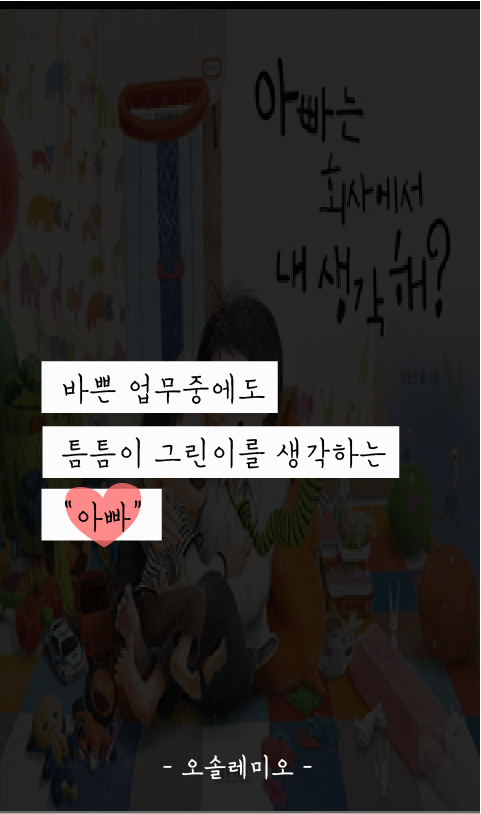 아빠는
회사에서
내 생각 해?
바쁜 업무중에도
틈틈이 그린이를 생각하는
“아빠”
- 오솔레미오 -